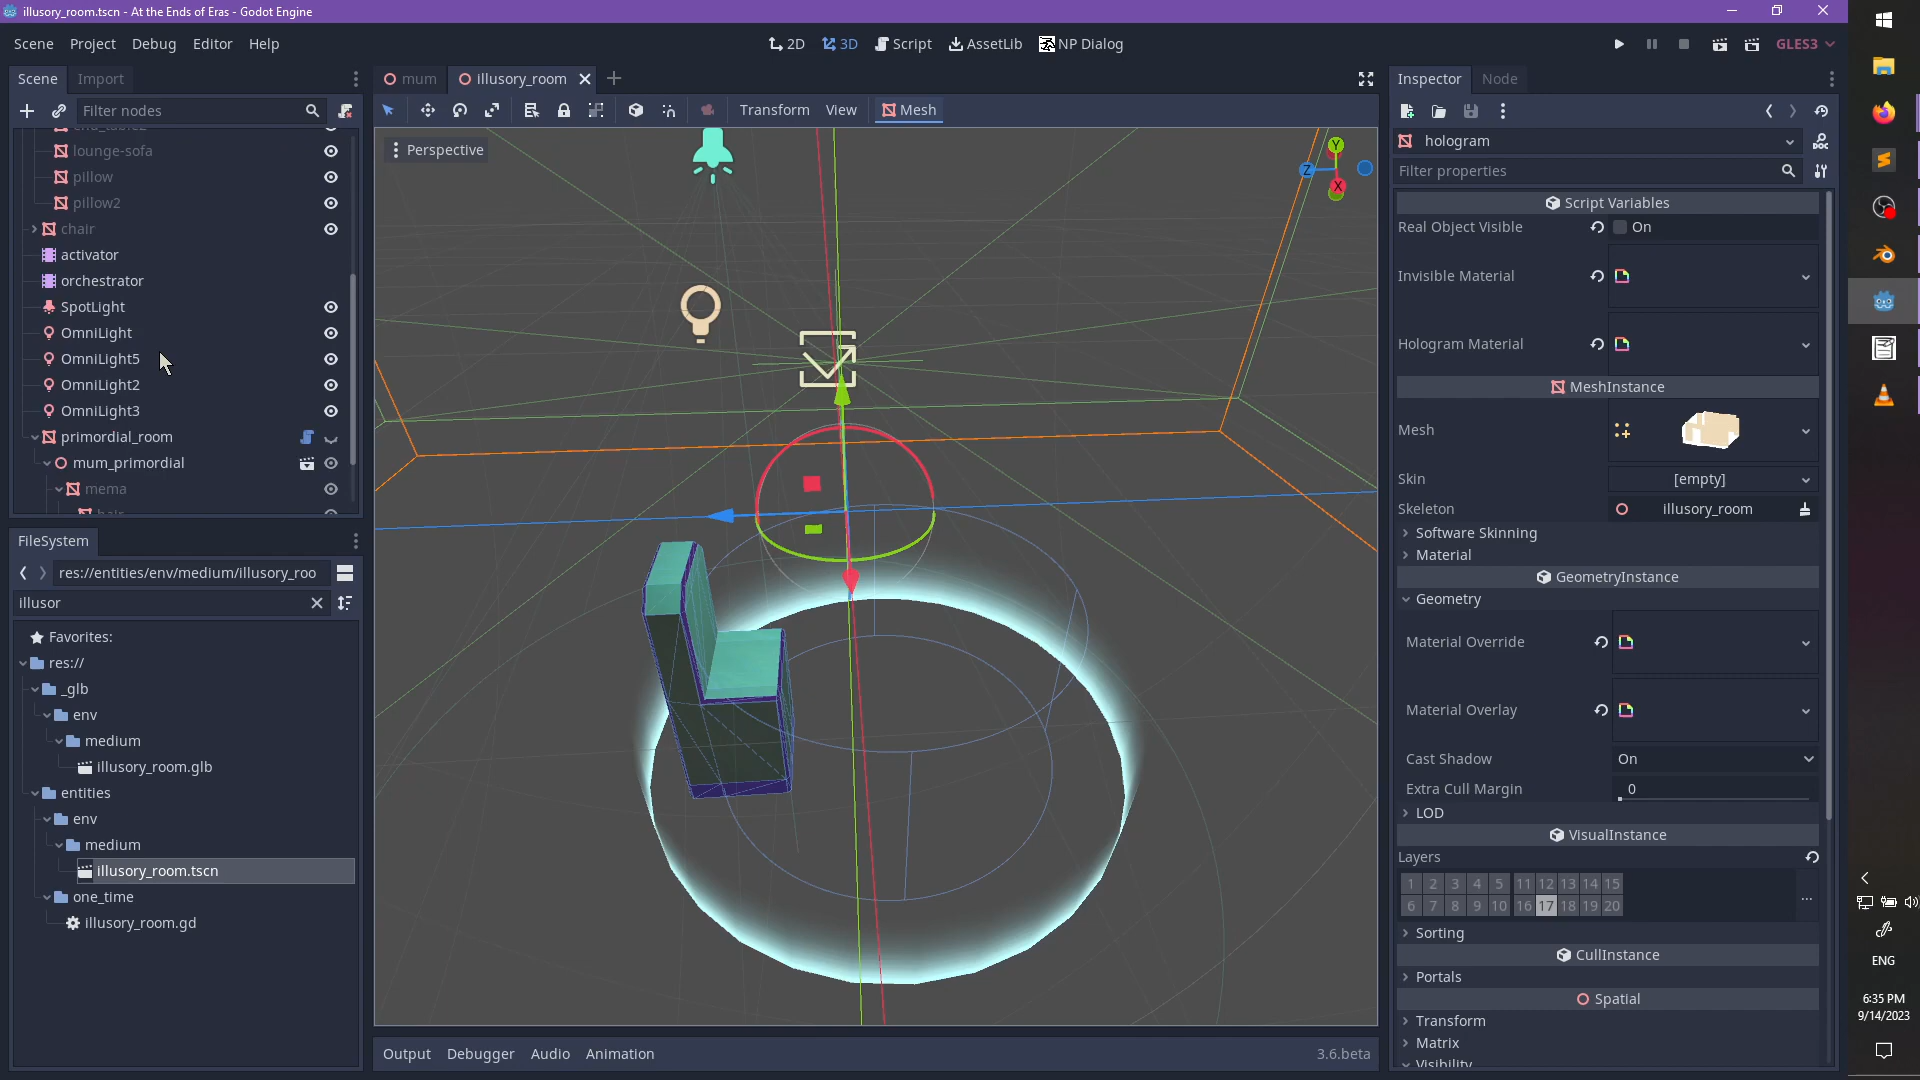 illusory_room.tscn - At the Ends of Eras - Godot Engine
Scene Project Debug Editor Help
2D 3D Script AssetLib NP Dialog
GLES3
Scene Import
mum illusory_room
Inspector Node
Filter nodes
Transform View Mesh
hologram
Filter properties
Perspective
Y
Z
X
end_table2
lounge-sofa
pillow
pillow2
chair
activator
orchestrator
SpotLight
OmniLight
OmniLight5
OmniLight2
OmniLight3
primordial_room
mum_primordial
mema
hair
FileSystem
res://entities/env/medium/illusory_roo
illusor
Favorites:
res://
_glb
env
medium
illusory_room.glb
entities
env
medium
illusory_room.tscn
one_time
illusory_room.gd
Output Debugger Audio Animation
3.6.beta
Script Variables
Real Object Visible On
Invisible Material
Hologram Material
MeshInstance
Mesh
Skin [empty]
Skeleton illusory_room
Software Skinning
Material
GeometryInstance
Geometry
Material Override
Material Overlay
Cast Shadow On
Extra Cull Margin 0
LOD
VisualInstance
Layers
1 2 3 4 5 11 12 13 14 15
6 7 8 9 10 16 17 18 19 20
Sorting
CullInstance
Portals
Spatial
Transform
Matrix
Visibility
ENG
6:35 PM
9/14/2023